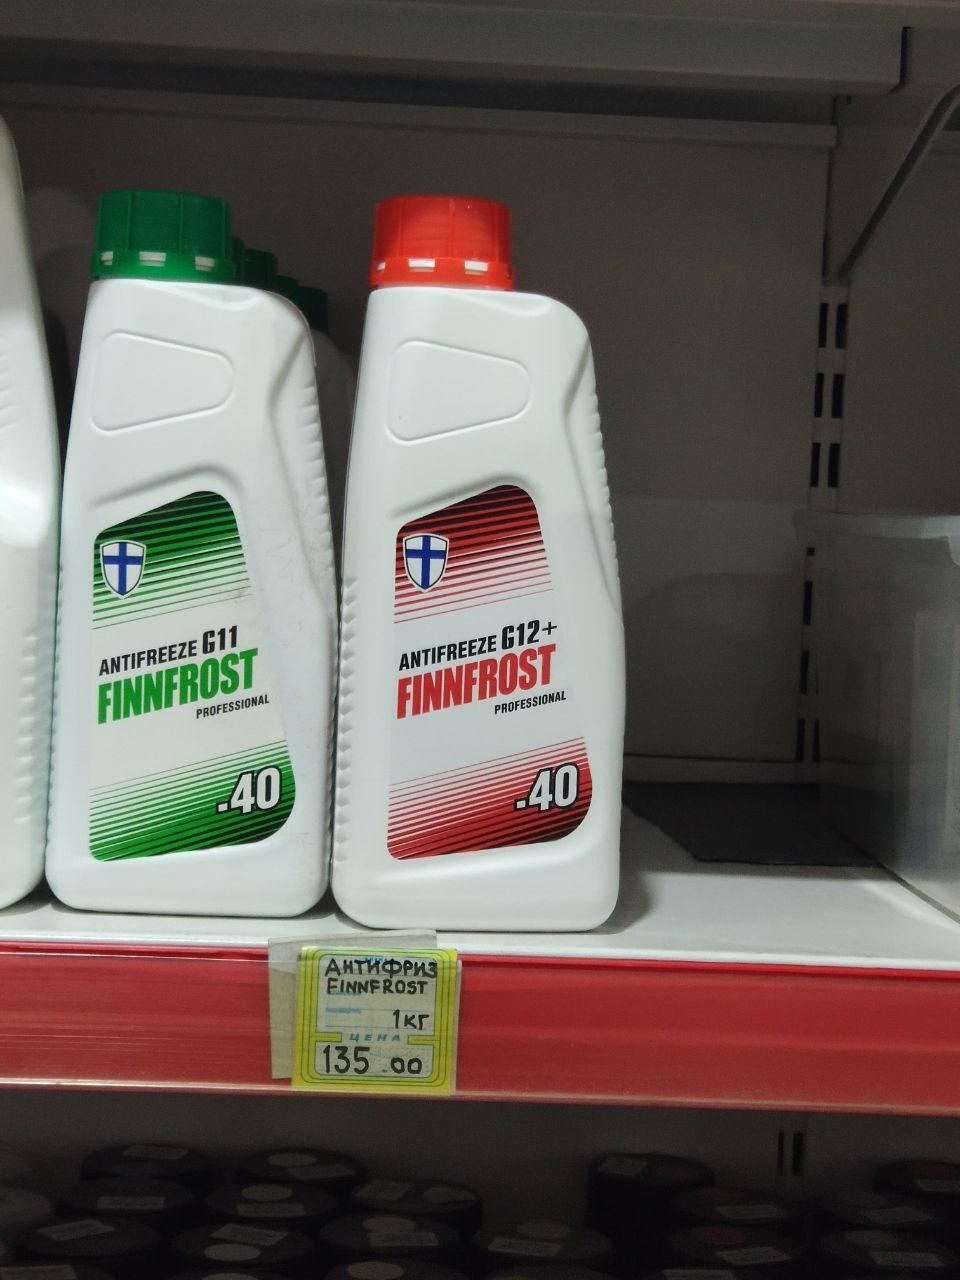 ANTIFREEZE G11
FINNFROST
PROFESSIONAL
-40
ANTIFREEZE G12+
FINNFROST
PROFESSIONAL
-40
АНТИФРИЗ
FINNFROST
1КГ
ЦЕНА
135.00